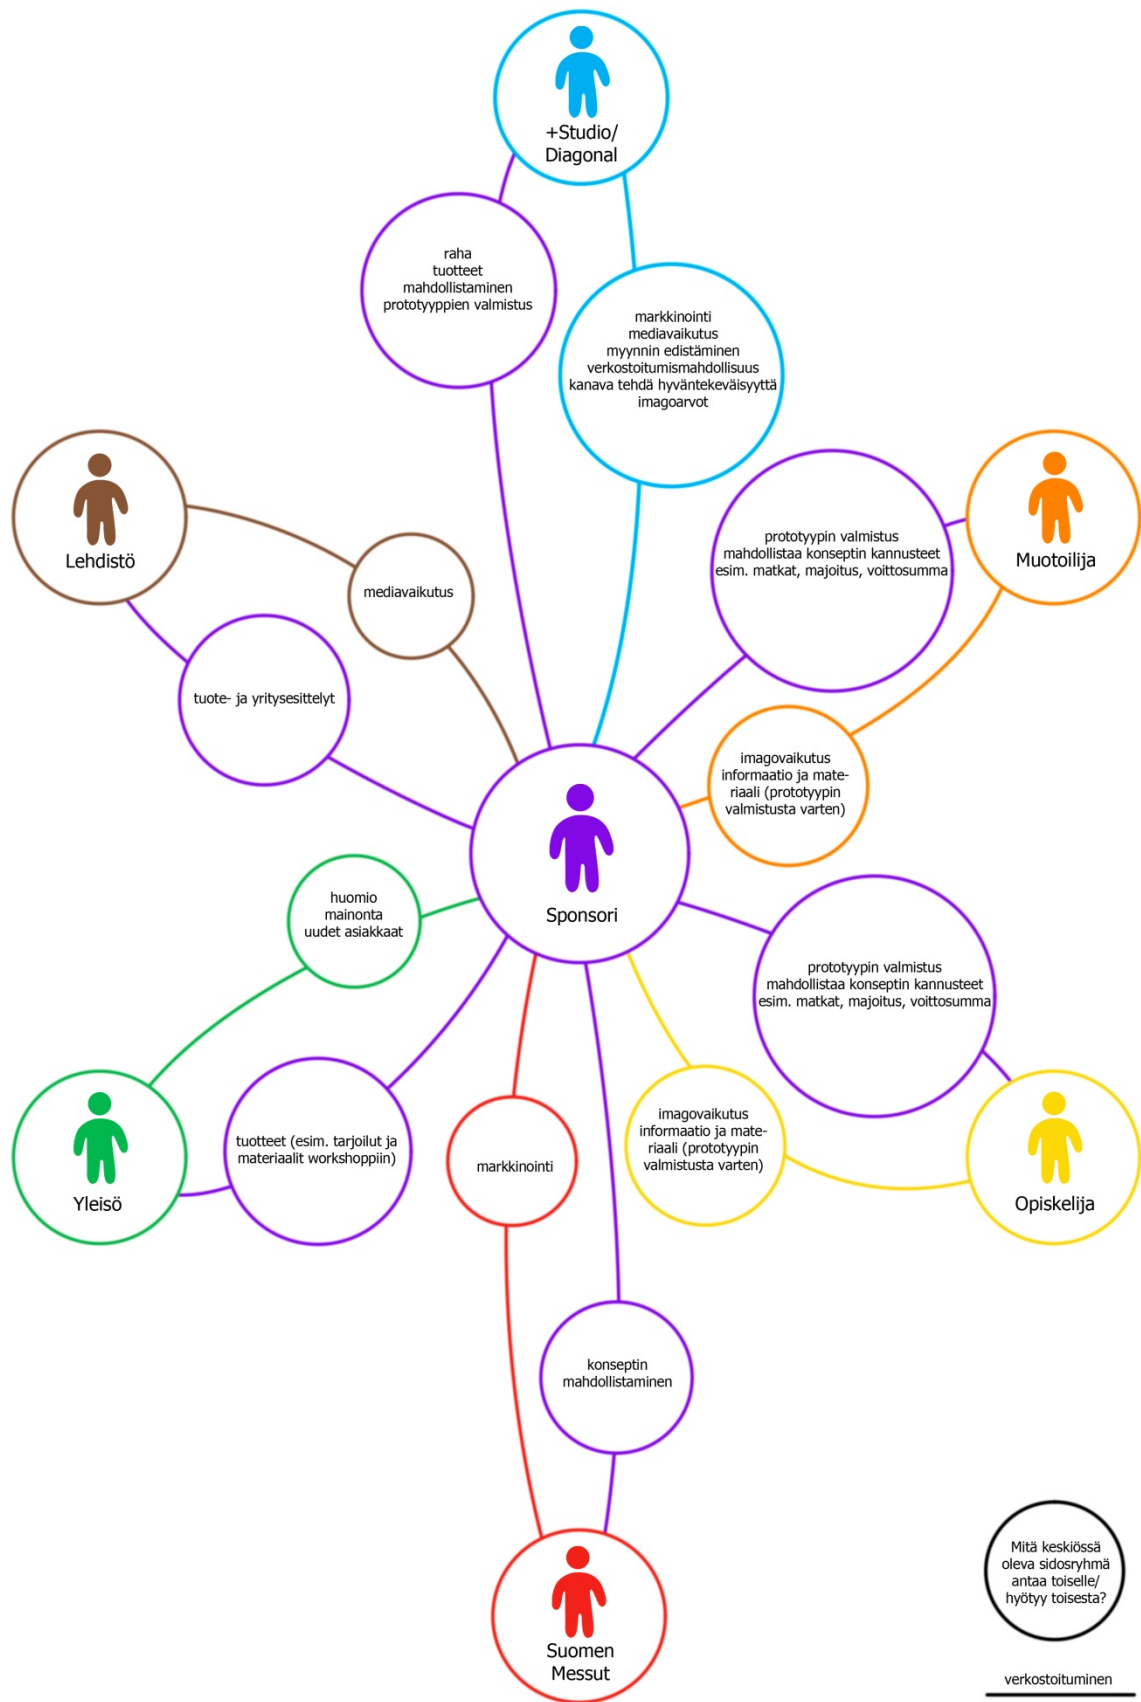 +Studio/
Diagonal
raha
tuotteet
mahdollistaminen
prototyyppien valmistus
markkinointi
mediavaikutus
myynnin edistäminen
verkostoitumismahdollisuus
kanava tehdä hyväntekeväisyyttä
imagoarvot
Lehdistö
mediavaikutus
tuote- ja yritysesittelyt
prototyypin valmistus
mahdollistaa konseptin kannusteet
esim. matkat, majoitus, voittosumma
Muotoilija
imagovaikutus
informaatio ja mate-
riaali (prototyypin
valmistusta varten)
Sponsori
huomio
mainonta
uudet asiakkaat
prototyypin valmistus
mahdollistaa konseptin kannusteet
esim. matkat, majoitus, voittosumma
Yleisö
tuotteet (esim. tarjoilut ja
materiaalit workshoppiin)
markkinointi
imagovaikutus
informaatio ja mate-
riaali (prototyypin
valmistusta varten)
Opiskelija
konseptin
mahdollistaminen
Suomen
Messut
Mitä keskiössä
oleva sidosryhmä
antaa toiselle/
hyötyy toisesta?
verkostoituminen